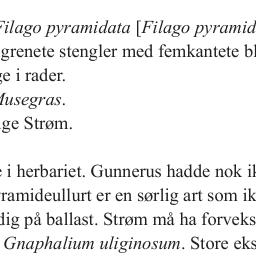 Filago pyramidata [Filago pyramid
grenete stengler med femkantete bl
e i rader.
Musegras.
ge Strøm.
i herbariet. Gunnerus hadde nok ik
ramideullurt er en sørlig art som ik
dig på ballast. Strøm må ha forveks
Gnaphalium uliginosum. Store eks